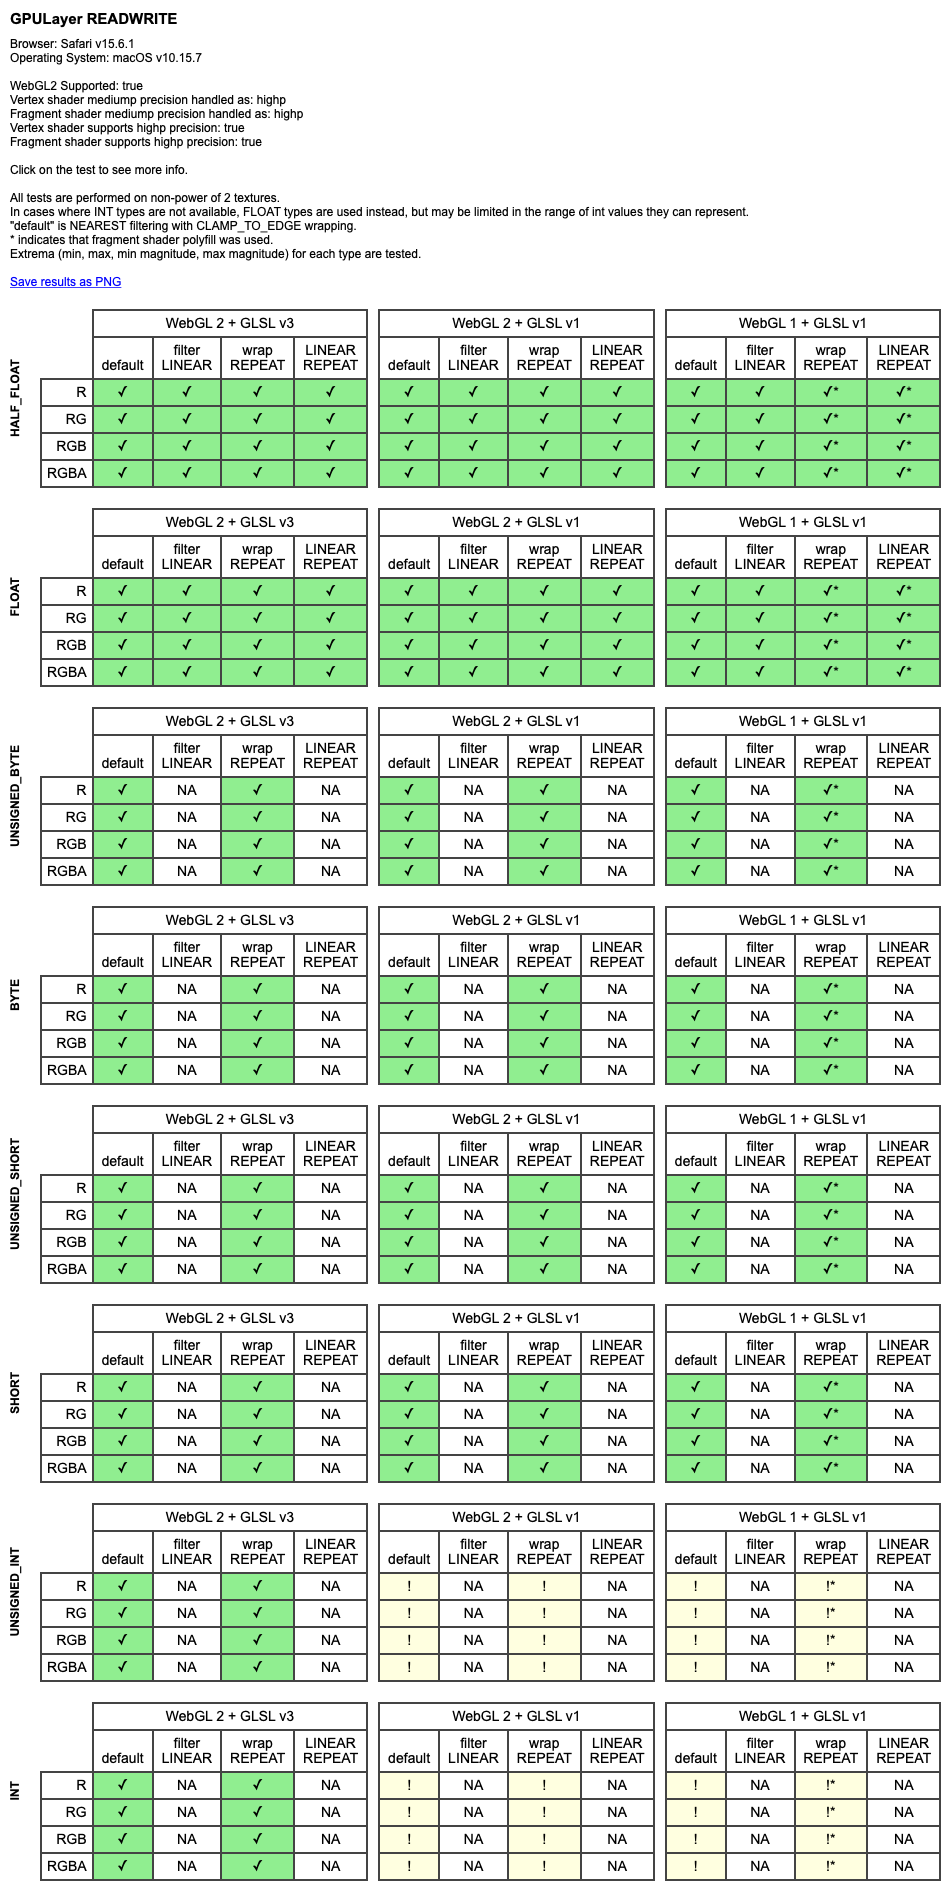 GPULayer READWRITE
Browser: Safari v15.6.1
Operating System: macOS v10.15.7
WebGL2 Supported: true
Vertex shader mediump precision handled as: highp
Fragment shader mediump precision handled as: highp
Vertex shader supports highp precision: true
Fragment shader supports highp precision: true
Click on the test to see more info.
All tests are performed on non-power of 2 textures.
In cases where INT types are not available, FLOAT types are used instead, but may be limited in the range of int values they can represent.
"default" is NEAREST filtering with CLAMP_TO_EDGE wrapping.
* indicates that fragment shader polyfill was used.
Extrema (min, max, min magnitude, max magnitude) for each type are tested.
Save results as PNG
HALF_FLOAT
WebGL 2 + GLSL v3 WebGL 2 + GLSL v1 WebGL 1 + GLSL v1
filter wrap LINEAR filter wrap LINEAR filter wrap LINEAR
default LINEAR REPEAT REPEAT default LINEAR REPEAT REPEAT default LINEAR REPEAT REPEAT
R ✓ ✓ ✓ ✓ ✓ ✓ ✓ ✓ ✓ ✓ ✓* ✓*
RG ✓ ✓ ✓ ✓ ✓ ✓ ✓ ✓ ✓ ✓ ✓* ✓*
RGB ✓ ✓ ✓ ✓ ✓ ✓ ✓ ✓ ✓ ✓ ✓* ✓*
RGBA ✓ ✓ ✓ ✓ ✓ ✓ ✓ ✓ ✓ ✓ ✓* ✓*
FLOAT
WebGL 2 + GLSL v3 WebGL 2 + GLSL v1 WebGL 1 + GLSL v1
filter wrap LINEAR filter wrap LINEAR filter wrap LINEAR
default LINEAR REPEAT REPEAT default LINEAR REPEAT REPEAT default LINEAR REPEAT REPEAT
R ✓ ✓ ✓ ✓ ✓ ✓ ✓ ✓ ✓ ✓ ✓* ✓*
RG ✓ ✓ ✓ ✓ ✓ ✓ ✓ ✓ ✓ ✓ ✓* ✓*
RGB ✓ ✓ ✓ ✓ ✓ ✓ ✓ ✓ ✓ ✓ ✓* ✓*
RGBA ✓ ✓ ✓ ✓ ✓ ✓ ✓ ✓ ✓ ✓ ✓* ✓*
UNSIGNED_BYTE
WebGL 2 + GLSL v3 WebGL 2 + GLSL v1 WebGL 1 + GLSL v1
filter wrap LINEAR filter wrap LINEAR filter wrap LINEAR
default LINEAR REPEAT REPEAT default LINEAR REPEAT REPEAT default LINEAR REPEAT REPEAT
R ✓ NA ✓ NA ✓ NA ✓ NA ✓ NA ✓* NA
RG ✓ NA ✓ NA ✓ NA ✓ NA ✓ NA ✓* NA
RGB ✓ NA ✓ NA ✓ NA ✓ NA ✓ NA ✓* NA
RGBA ✓ NA ✓ NA ✓ NA ✓ NA ✓ NA ✓* NA
BYTE
WebGL 2 + GLSL v3 WebGL 2 + GLSL v1 WebGL 1 + GLSL v1
filter wrap LINEAR filter wrap LINEAR filter wrap LINEAR
default LINEAR REPEAT REPEAT default LINEAR REPEAT REPEAT default LINEAR REPEAT REPEAT
R ✓ NA ✓ NA ✓ NA ✓ NA ✓ NA ✓* NA
RG ✓ NA ✓ NA ✓ NA ✓ NA ✓ NA ✓* NA
RGB ✓ NA ✓ NA ✓ NA ✓ NA ✓ NA ✓* NA
RGBA ✓ NA ✓ NA ✓ NA ✓ NA ✓ NA ✓* NA
UNSIGNED_SHORT
WebGL 2 + GLSL v3 WebGL 2 + GLSL v1 WebGL 1 + GLSL v1
filter wrap LINEAR filter wrap LINEAR filter wrap LINEAR
default LINEAR REPEAT REPEAT default LINEAR REPEAT REPEAT default LINEAR REPEAT REPEAT
R ✓ NA ✓ NA ✓ NA ✓ NA ✓ NA ✓* NA
RG ✓ NA ✓ NA ✓ NA ✓ NA ✓ NA ✓* NA
RGB ✓ NA ✓ NA ✓ NA ✓ NA ✓ NA ✓* NA
RGBA ✓ NA ✓ NA ✓ NA ✓ NA ✓ NA ✓* NA
SHORT
WebGL 2 + GLSL v3 WebGL 2 + GLSL v1 WebGL 1 + GLSL v1
filter wrap LINEAR filter wrap LINEAR filter wrap LINEAR
default LINEAR REPEAT REPEAT default LINEAR REPEAT REPEAT default LINEAR REPEAT REPEAT
R ✓ NA ✓ NA ✓ NA ✓ NA ✓ NA ✓* NA
RG ✓ NA ✓ NA ✓ NA ✓ NA ✓ NA ✓* NA
RGB ✓ NA ✓ NA ✓ NA ✓ NA ✓ NA ✓* NA
RGBA ✓ NA ✓ NA ✓ NA ✓ NA ✓ NA ✓* NA
UNSIGNED_INT
WebGL 2 + GLSL v3 WebGL 2 + GLSL v1 WebGL 1 + GLSL v1
filter wrap LINEAR filter wrap LINEAR filter wrap LINEAR
default LINEAR REPEAT REPEAT default LINEAR REPEAT REPEAT default LINEAR REPEAT REPEAT
R ✓ NA ✓ NA ! NA ! NA ! NA !* NA
RG ✓ NA ✓ NA ! NA ! NA ! NA !* NA
RGB ✓ NA ✓ NA ! NA ! NA ! NA !* NA
RGBA ✓ NA ✓ NA ! NA ! NA ! NA !* NA
INT
WebGL 2 + GLSL v3 WebGL 2 + GLSL v1 WebGL 1 + GLSL v1
filter wrap LINEAR filter wrap LINEAR filter wrap LINEAR
default LINEAR REPEAT REPEAT default LINEAR REPEAT REPEAT default LINEAR REPEAT REPEAT
R ✓ NA ✓ NA ! NA ! NA ! NA !* NA
RG ✓ NA ✓ NA ! NA ! NA ! NA !* NA
RGB ✓ NA ✓ NA ! NA ! NA ! NA !* NA
RGBA ✓ NA ✓ NA ! NA ! NA ! NA !* NA